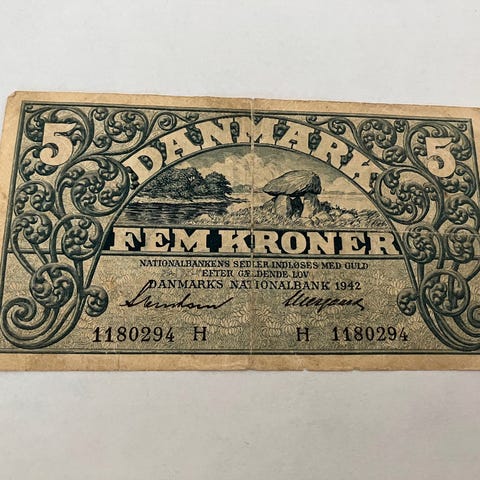 5 5
DANMARK
FEM KRONER
NATIONALBANKENS SEDLER INDLØSES MED GULD
EFTER GÆLDENDE LOV
DANMARKS NATIONALBANK 1942
1180294 H H 1180294